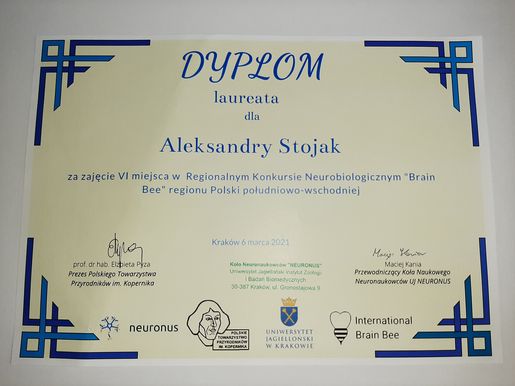 DYPLOM
laureata
dla
Aleksandry Stojak
za zajęcie VI miejsca w Regionalnym Konkursie Neurobiologicznym "Brain
Bee" regionu Polski południowo-wschodniej
Kraków 6 marca 2021
prof. dr hab. Elżbieta Pyza
Prezes Polskiego Towarzystwa
Przyrodników im. Kopernika
Koło Neuronaukowców "NEURONUS"
Uniwersytet Jagielloński Instytut Zoologii
i Badań Biomedycznych
30-387 Kraków, ul. Gronostajowa 9
Maciej Kania
Przewodniczący Koła Naukowego
Neuronaukowców UJ NEURONUS
neuronus
POLSKIE
TOWARZYSTWO
PRZYRODNIKÓW
IM. KOPERNIKA
UNIWERSYTET
JAGIELLOŃSKI
W KRAKOWIE
International
Brain Bee